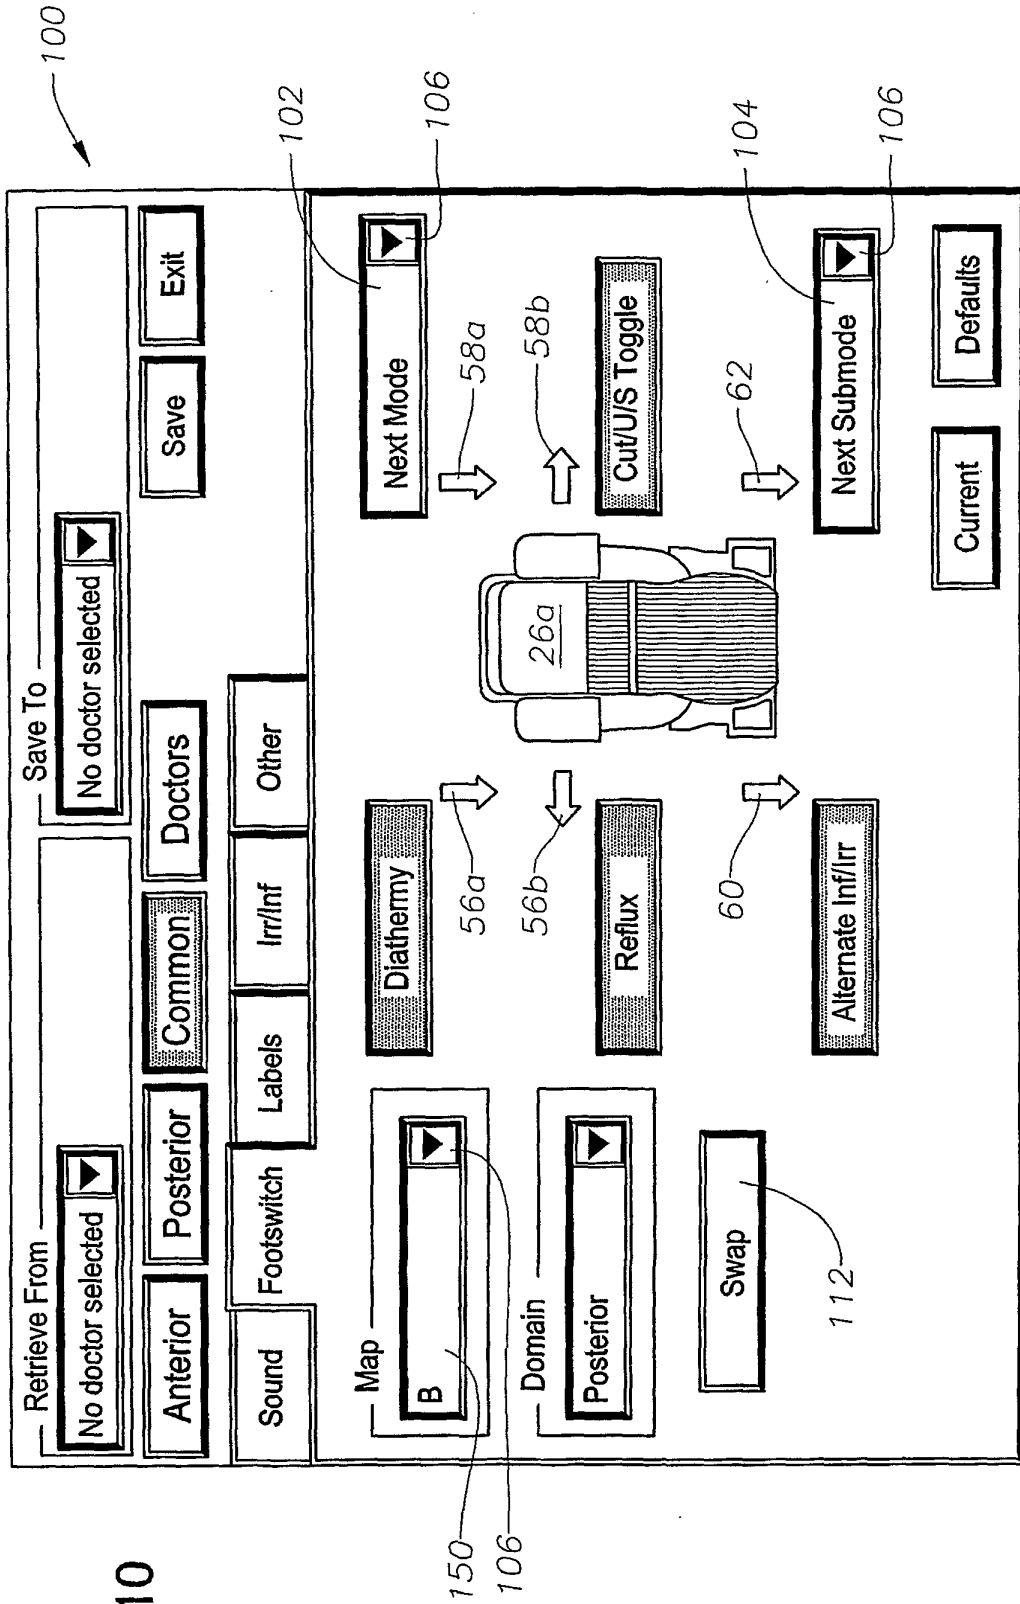 100
Retrieve From
Save To
No doctor selected
No doctor selected
Anterior
Posterior
Common
Doctors
Save
Exit
Sound
Footswitch
Labels
Irr/Inf
Other
Map
B
Domain
Posterior
Swap
Diathermy
Reflux
Alternate Inf/Irr
Next Mode
Cut/U/S Toggle
Next Submode
Current
Defaults
102
106
58a
58b
26a
56a
56b
60
62
104
106
150
106
112
10